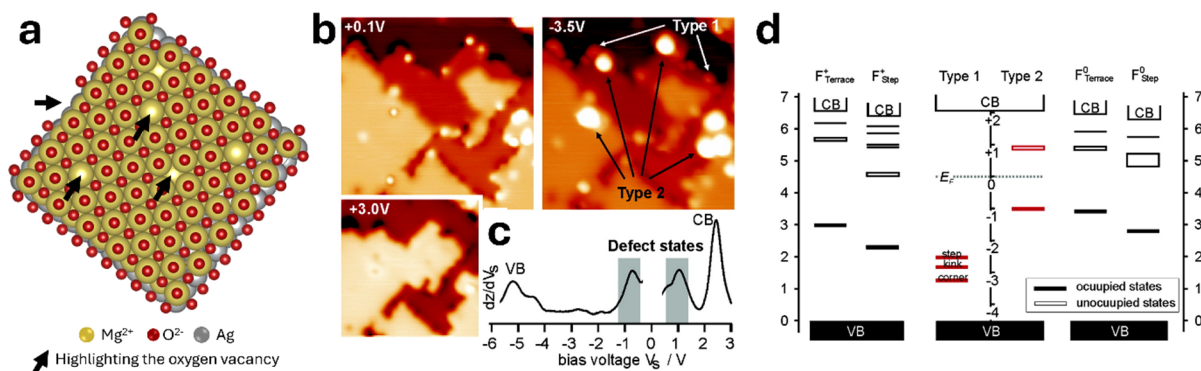 a
Mg2+ O2- Ag
Highlighting the oxygen vacancy
b
+0.1V
-3.5V
Type 1
Type 2
+3.0V
c
Defect states
VB
CB
dz/dVs
-6 -5 -4 -3 -2 -1 0 1 2 3
bias voltage Vs / V
d
F+Terrace F+Step Type 1 Type 2 F0Terrace F0Step
7
6
5
4
3
2
1
0
CB
CB
CB
CB
CB
+2
+1
EF
0
-1
-2
-3
-4
step
kink
corner
ocuupied states
unocuupied states
VB
VB
VB
7
6
5
4
3
2
1
0